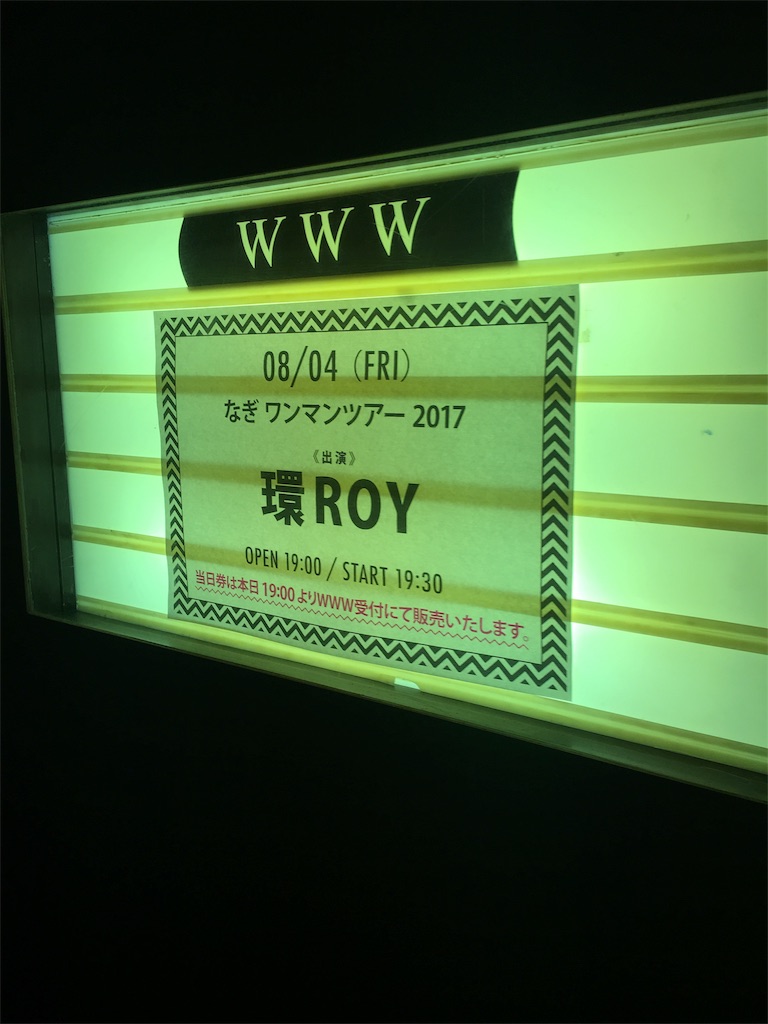 WWW
08/04（FRI）
なぎ ワンマンツアー 2017
《出演》
環ROY
OPEN 19:00 / START 19:30
当日券は本日 19:00 よりWWW受付にて販売いたします。